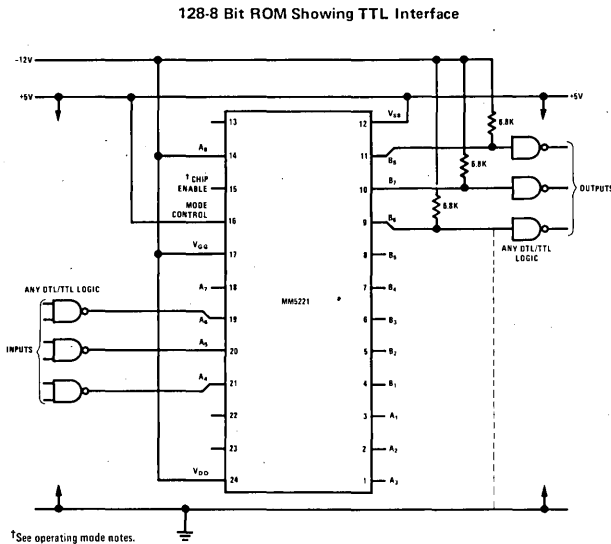 128-8 Bit ROM Showing TTL Interface
-12V
+5V
+5V
13
A8
14
† CHIP ENABLE
15
MODE CONTROL
16
VGG
17
A7
18
A6
19
A5
20
A4
21
22
23
VDD
24
ANY DTL/TTL LOGIC
INPUTS
MM5221
VSS
12
11
B8
10
B7
9
B6
8
B5
7
B4
6
B3
5
B2
4
B1
3
A1
2
A2
1
A3
6.8K
6.8K
6.8K
OUTPUTS
ANY DTL/TTL
LOGIC
†See operating mode notes.